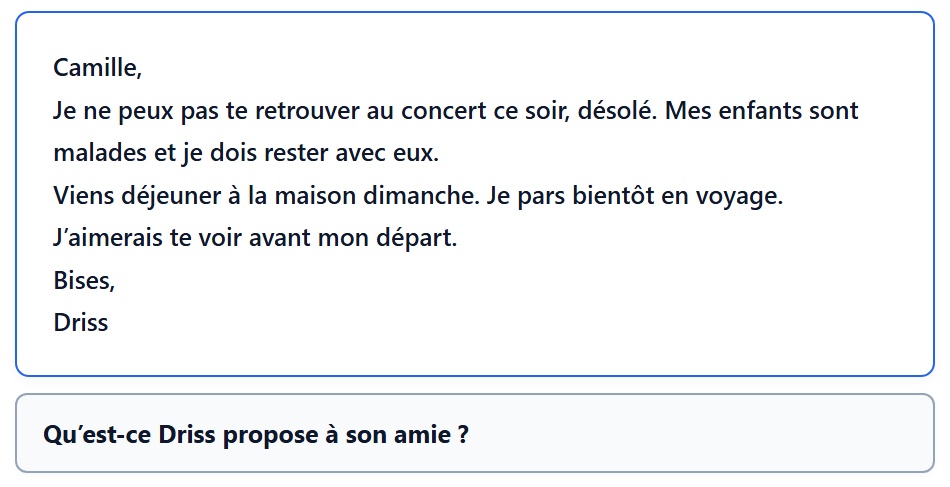 Camille,
Je ne peux pas te retrouver au concert ce soir, désolé. Mes enfants sont
malades et je dois rester avec eux.
Viens déjeuner à la maison dimanche. Je pars bientôt en voyage.
J’aimerais te voir avant mon départ.
Bises,
Driss
Qu’est-ce Driss propose à son amie ?